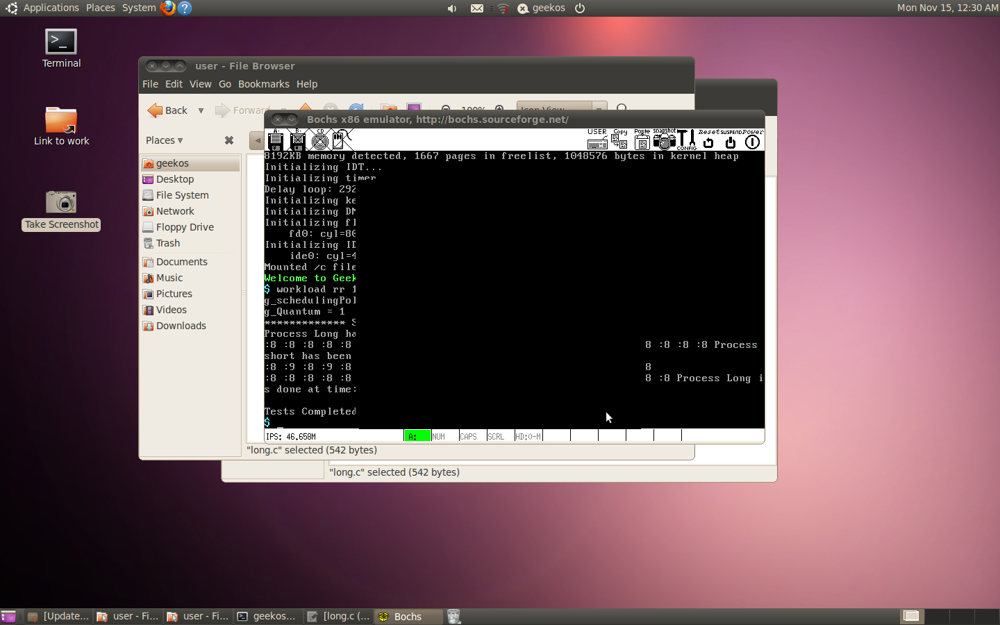 Applications Places System geekos Mon Nov 15, 12:30 AM
Terminal
Link to work
Take Screenshot
user - File Browser
File Edit View Go Bookmarks Help
Back Forward 100% Icon View
Places
geekos
Desktop
File System
Network
Floppy Drive
Trash
Documents
Music
Pictures
Videos
Downloads
Bochs x86 emulator, http://bochs.sourceforge.net/
A: B: CD USER Copy Paste snapshot CONFIG Reset SUSPEND Power
8192KB memory detected, 1667 pages in freelist, 1048576 bytes in kernel heap
Initializing IDT...
Initializing timer
Delay loop: 292
Initializing ke
Initializing DM
Initializing fl
fd0: cyl=80
Initializing ID
ide0: cyl=4
Mounted /c file
Welcome to Geek
$ workload rr 1
g_schedulingPol
g_Quantum = 1
************* S
Process Long ha
:8 :8 :8 :8 :8 8 :8 :8 :8 Process
short has been
:8 :9 :8 :9 :8 8
:8 :8 :8 :8 :8 8 :8 Process Long i
s done at time:
Tests Completed
$ _
IPS: 46.658M A: NUM CAPS SCRL HD:0-M
"long.c" selected (542 bytes)
"long.c" selected (542 bytes)
[Update... user - Fi... user - Fi... geekos... [long.c (... Bochs